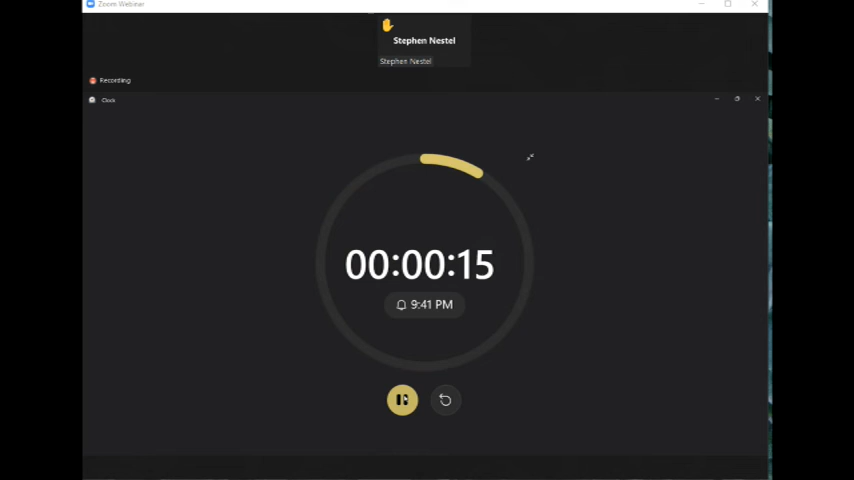 Zoom Webinar
Stephen Nestel
Stephen Nestel
Recording
Clock
00:00:15
9:41 PM